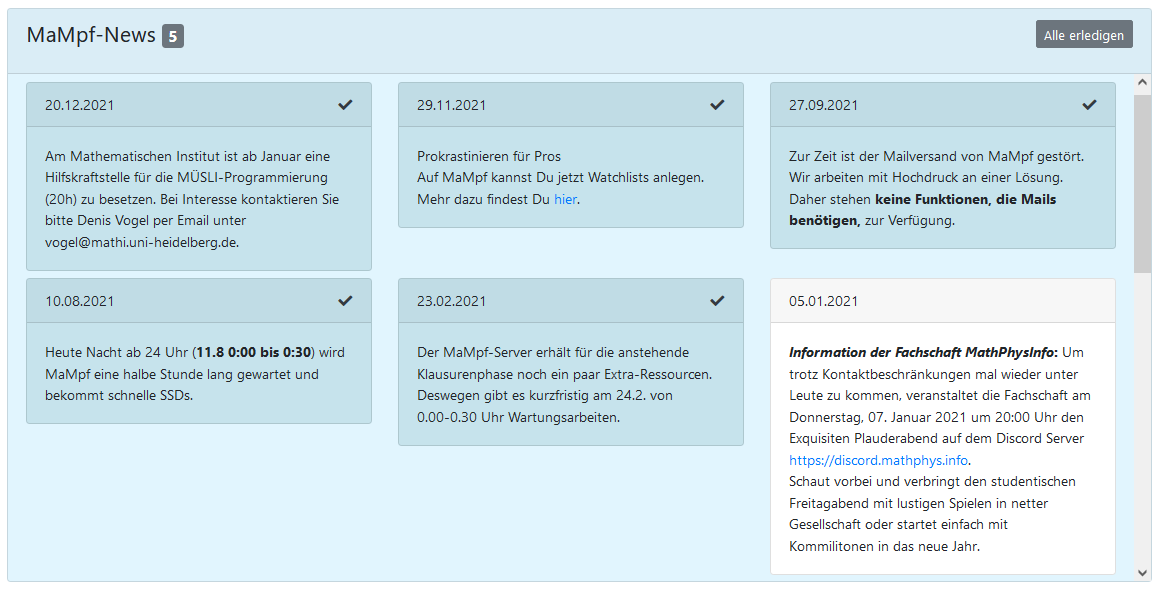 MaMpf-News 5
Alle erledigen
20.12.2021
Am Mathematischen Institut ist ab Januar eine
Hilfskraftstelle für die MÜSLI-Programmierung
(20h) zu besetzen. Bei Interesse kontaktieren Sie
bitte Denis Vogel per Email unter
vogel@mathi.uni-heidelberg.de.
29.11.2021
Prokrastinieren für Pros
Auf MaMpf kannst Du jetzt Watchlists anlegen.
Mehr dazu findest Du hier.
27.09.2021
Zur Zeit ist der Mailversand von MaMpf gestört.
Wir arbeiten mit Hochdruck an einer Lösung.
Daher stehen keine Funktionen, die Mails
benötigen, zur Verfügung.
10.08.2021
Heute Nacht ab 24 Uhr (11.8 0:00 bis 0:30) wird
MaMpf eine halbe Stunde lang gewartet und
bekommt schnelle SSDs.
23.02.2021
Der MaMpf-Server erhält für die anstehende
Klausurenphase noch ein paar Extra-Ressourcen.
Deswegen gibt es kurzfristig am 24.2. von
0.00-0.30 Uhr Wartungsarbeiten.
05.01.2021
Information der Fachschaft MathPhysInfo: Um
trotz Kontaktbeschränkungen mal wieder unter
Leute zu kommen, veranstaltet die Fachschaft am
Donnerstag, 07. Januar 2021 um 20:00 Uhr den
Exquisiten Plauderabend auf dem Discord Server
https://discord.mathphys.info.
Schaut vorbei und verbringt den studentischen
Freitagabend mit lustigen Spielen in netter
Gesellschaft oder startet einfach mit
Kommilitonen in das neue Jahr.